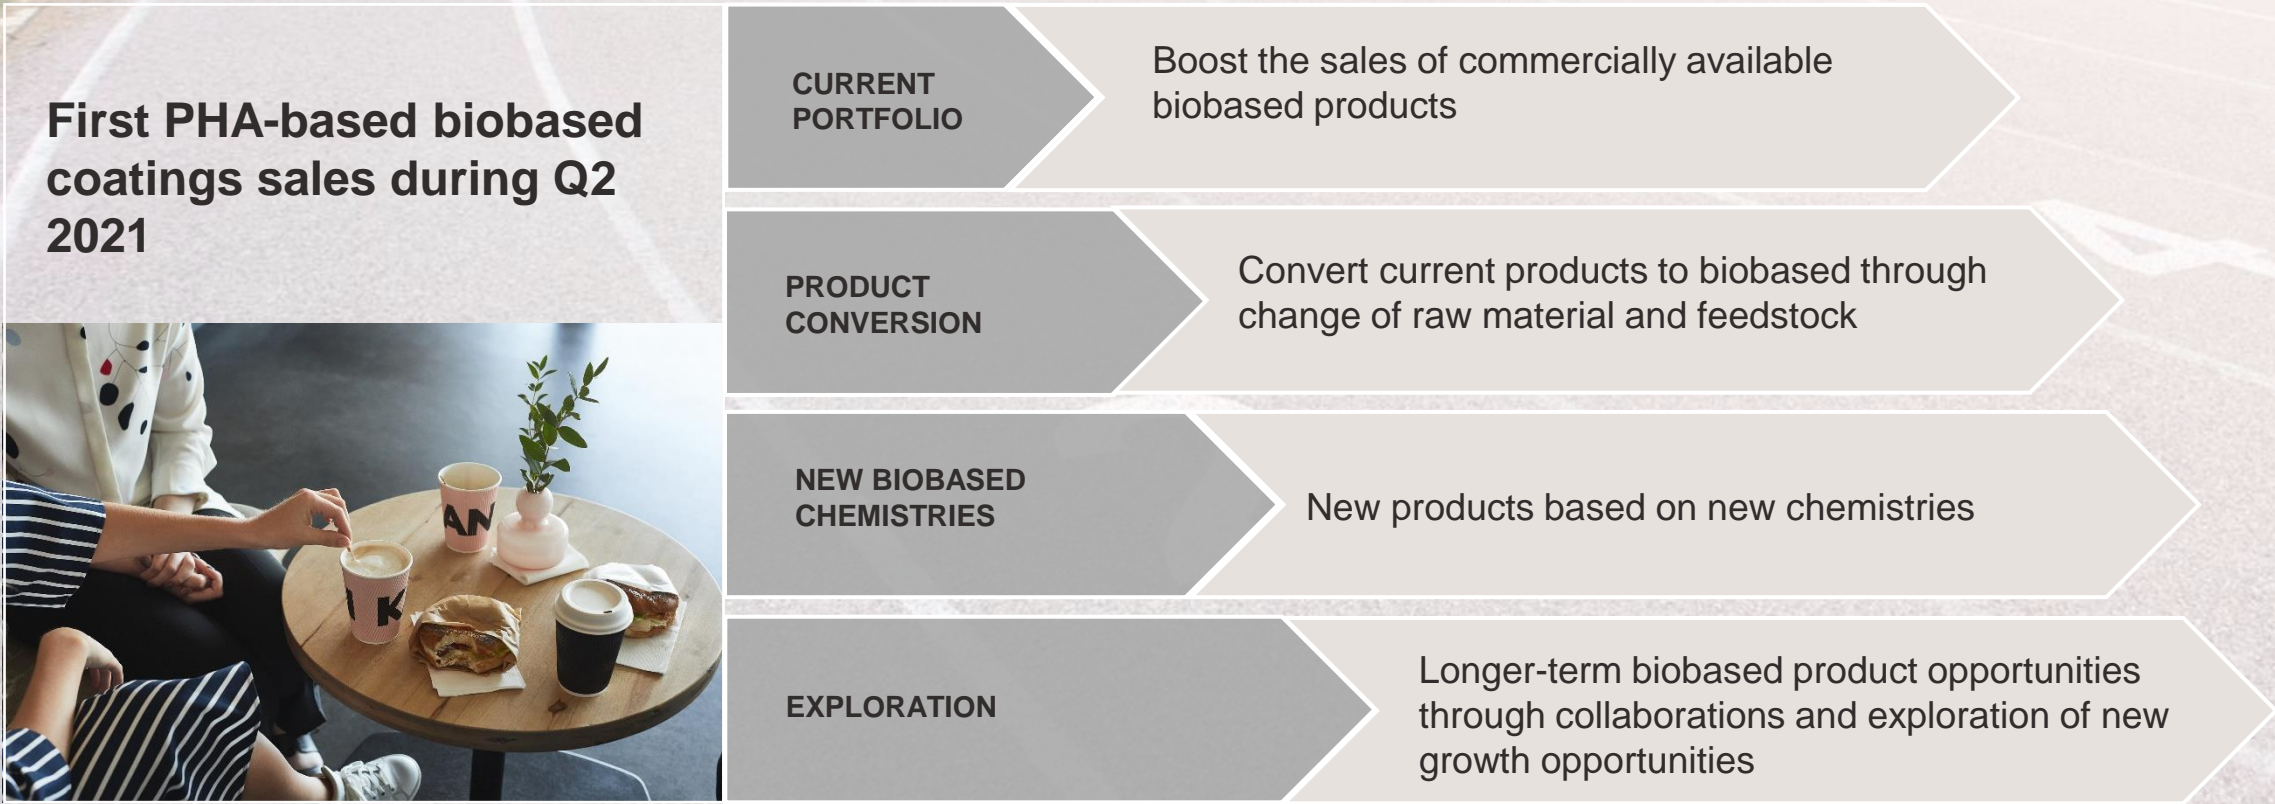 First PHA-based biobased
coatings sales during Q2
2021
CURRENT
PORTFOLIO
Boost the sales of commercially available
biobased products
PRODUCT
CONVERSION
Convert current products to biobased through
change of raw material and feedstock
NEW BIOBASED
CHEMISTRIES
New products based on new chemistries
EXPLORATION
Longer-term biobased product opportunities
through collaborations and exploration of new
growth opportunities
AN
K